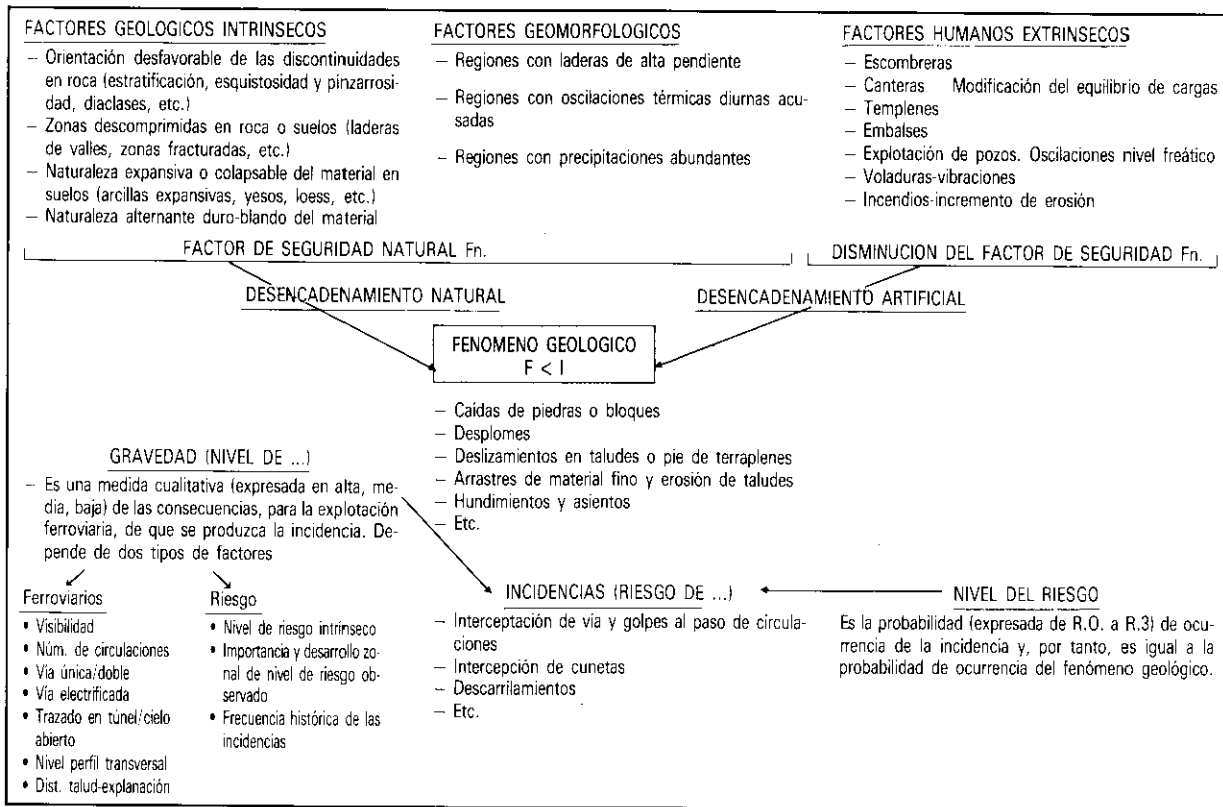 FACTORES GEOLOGICOS INTRINSECOS
— Orientación desfavorable de las discontinuidades
en roca (estratificación, esquistosidad y pinzarrosi-
dad, diaclases, etc.)
— Zonas descomprimidas en roca o suelos (laderas
de valles, zonas fracturadas, etc.)
— Naturaleza expansiva o colapsable del material en
suelos (arcillas expansivas, yesos, loess, etc.)
— Naturaleza alternante duro-blando del material
FACTORES GEOMORFOLOGICOS
— Regiones con laderas de alta pendiente
— Regiones con oscilaciones térmicas diurnas acu-
sadas
— Regiones con precipitaciones abundantes
FACTORES HUMANOS EXTRINSECOS
— Escombreras
— Canteras Modificación del equilibrio de cargas
— Templenes
— Embalses
— Explotación de pozos. Oscilaciones nivel freático
— Voladuras-vibraciones
— Incendios-incremento de erosión
FACTOR DE SEGURIDAD NATURAL Fn.
DISMINUCION DEL FACTOR DE SEGURIDAD Fn.
DESENCADENAMIENTO NATURAL
DESENCADENAMIENTO ARTIFICIAL
FENOMENO GEOLOGICO
F < I
— Caídas de piedras o bloques
— Desplomes
— Deslizamientos en taludes o pie de terraplenes
— Arrastres de material fino y erosión de taludes
— Hundimientos y asientos
— Etc.
GRAVEDAD (NIVEL DE ...)
— Es una medida cualitativa (expresada en alta, me-
dia, baja) de las consecuencias, para la explotación
ferroviaria, de que se produzca la incidencia. De-
pende de dos tipos de factores
Ferroviarios
• Visibilidad
• Núm. de circulaciones
• Vía única/doble
• Vía electrificada
• Trazado en túnel/cielo
abierto
• Nivel perfil transversal
• Dist. talud-explanación
Riesgo
• Nivel de riesgo intrínseco
• Importancia y desarrollo zo-
nal de nivel de riesgo ob-
servado
• Frecuencia histórica de las
incidencias
INCIDENCIAS (RIESGO DE ...)
— Interceptación de vía y golpes al paso de circula-
ciones
— Intercepción de cunetas
— Descarrilamientos
— Etc.
NIVEL DEL RIESGO
Es la probabilidad (expresada de R.O. a R.3) de ocu-
rrencia de la incidencia y, por tanto, es igual a la
probabilidad de ocurrencia del fenómeno geológico.